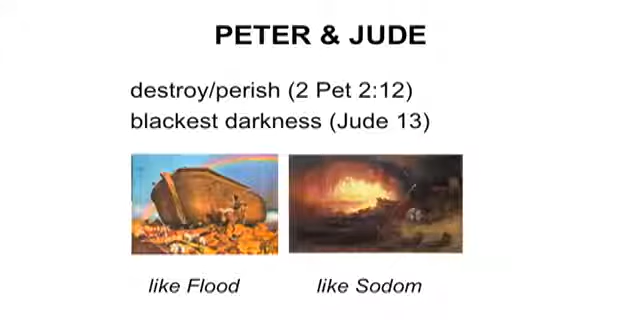 PETER & JUDE
destroy/perish (2 Pet 2:12)
blackest darkness (Jude 13)
like Flood
like Sodom